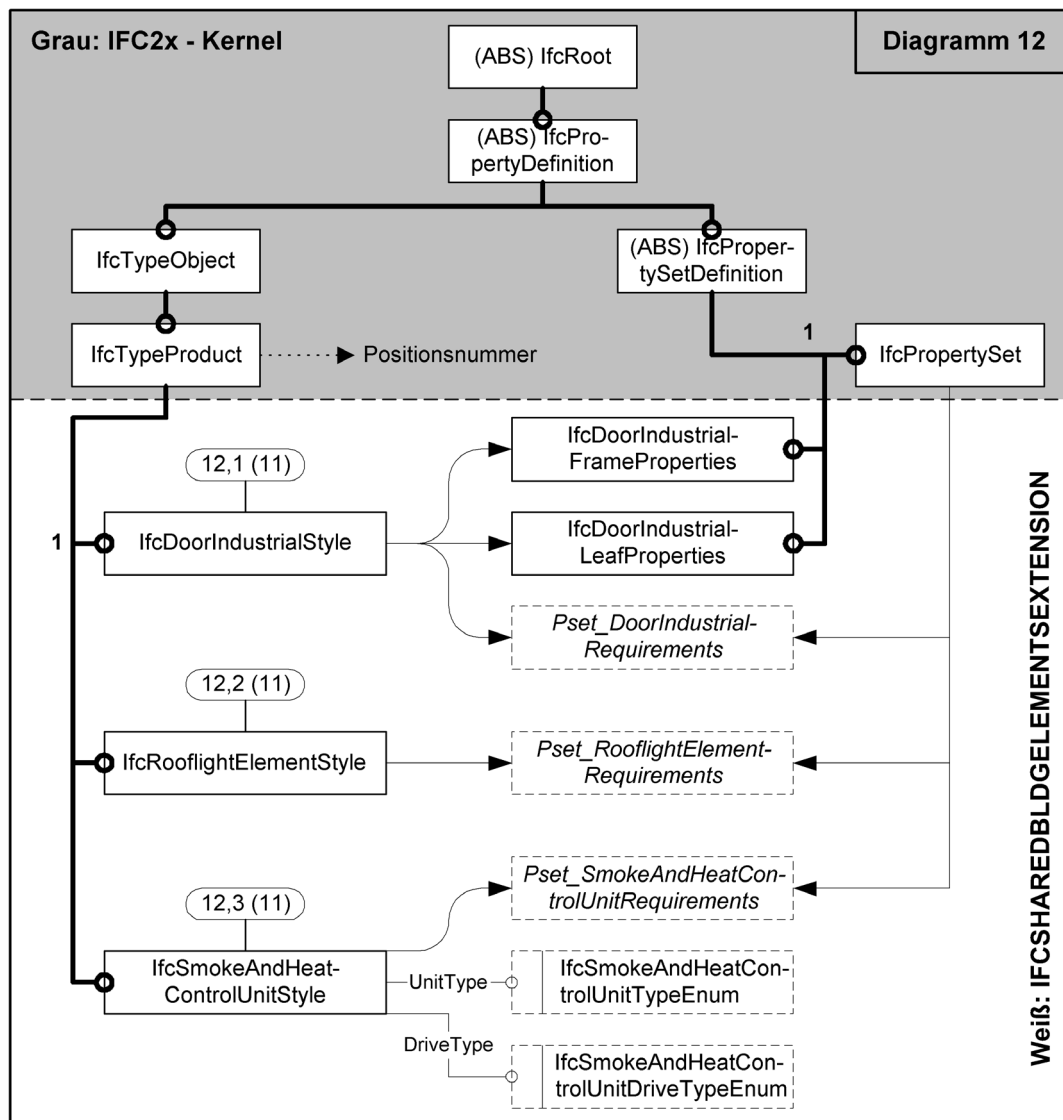 Grau: IFC2x - Kernel
Diagramm 12
(ABS) IfcRoot
(ABS) IfcPro-
pertyDefinition
IfcTypeObject
(ABS) IfcProper-
tySetDefinition
IfcTypeProduct
Positionsnummer
1
IfcPropertySet
12,1 (11)
IfcDoorIndustrial-
FrameProperties
1
IfcDoorIndustrialStyle
IfcDoorIndustrial-
LeafProperties
Pset_DoorIndustrial-
Requirements
12,2 (11)
IfcRooflightElementStyle
Pset_RooflightElement-
Requirements
12,3 (11)
Pset_SmokeAndHeatCon-
trolUnitRequirements
IfcSmokeAndHeat-
ControlUnitStyle
UnitType
IfcSmokeAndHeatCon-
trolUnitTypeEnum
DriveType
IfcSmokeAndHeatCon-
trolUnitDriveTypeEnum
Weiß: IFCSHAREDBLDGELEMENTSEXTENSION